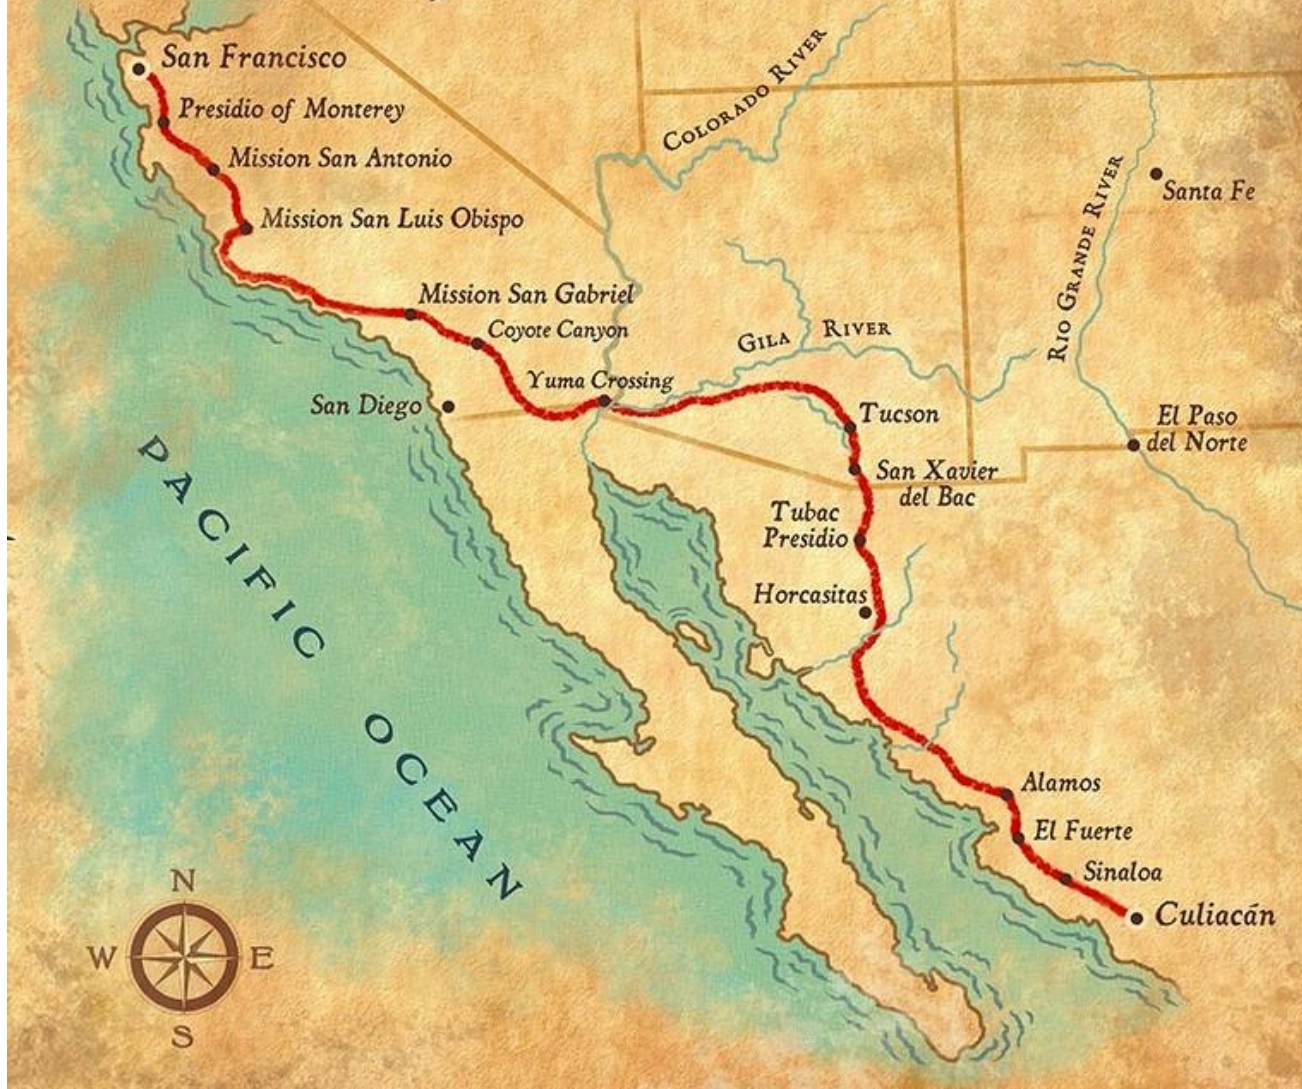 San Francisco
Presidio of Monterey
Mission San Antonio
Mission San Luis Obispo
Mission San Gabriel
Coyote Canyon
Yuma Crossing
San Diego
COLORADO RIVER
GILA RIVER
RIO GRANDE RIVER
Santa Fe
El Paso
del Norte
Tucson
San Xavier
del Bac
Tubac
Presidio
Horcasitas
Alamos
El Fuerte
Sinaloa
Culiacán
PACIFIC OCEAN
N
W
E
S